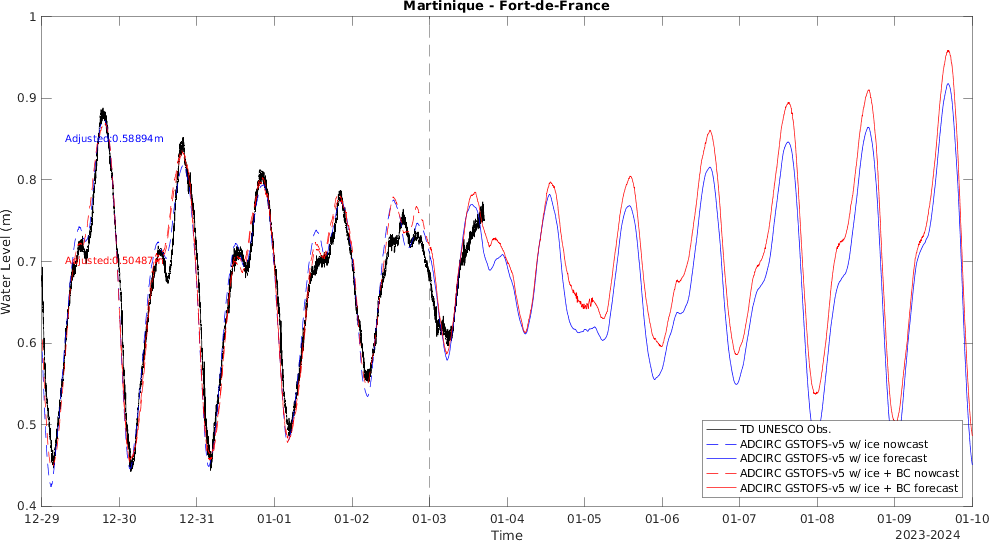 Martinique - Fort-de-France
1
0.9
0.8
0.7
0.6
0.5
0.4
Water Level (m)
Adjusted:0.58894m
Adjusted:0.50487m
12-29
12-30
12-31
01-01
01-02
01-03
01-04
01-05
01-06
01-07
01-08
01-09
01-10
Time
2023-2024
TD UNESCO Obs.
ADCIRC GSTOFS-v5 w/ ice nowcast
ADCIRC GSTOFS-v5 w/ ice forecast
ADCIRC GSTOFS-v5 w/ ice + BC nowcast
ADCIRC GSTOFS-v5 w/ ice + BC forecast